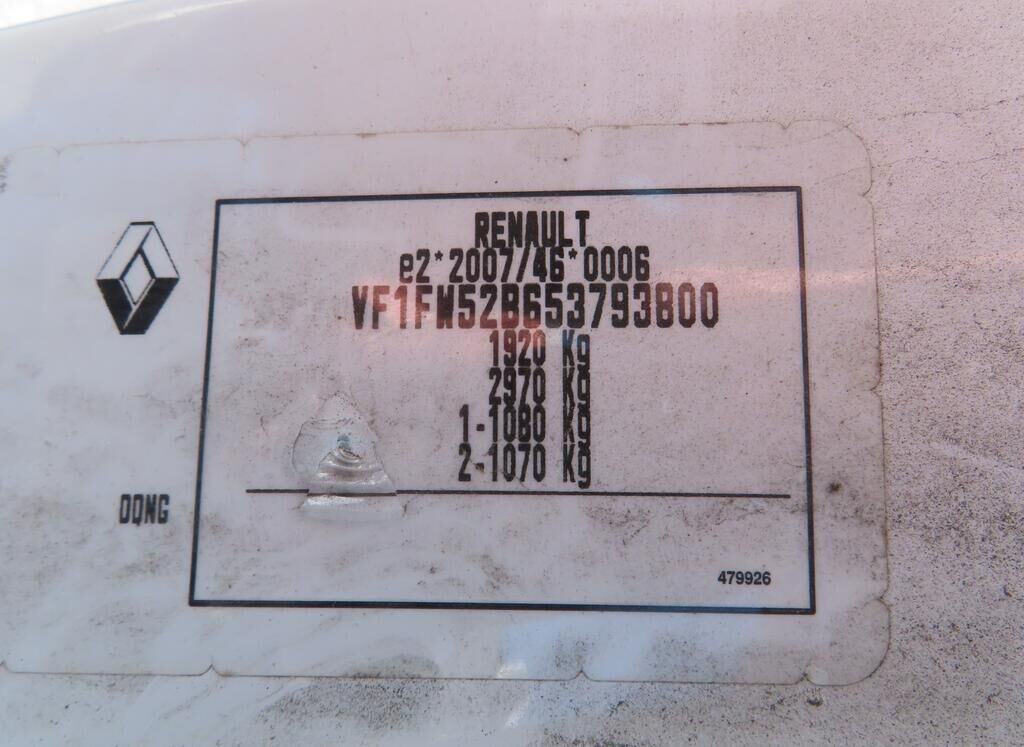 RENAULT
e2*2007/46*0006
VF1FW52B653793800
1920 Kg
2970 Kg
1-1080 Kg
2-1070 Kg
DQNG
479926